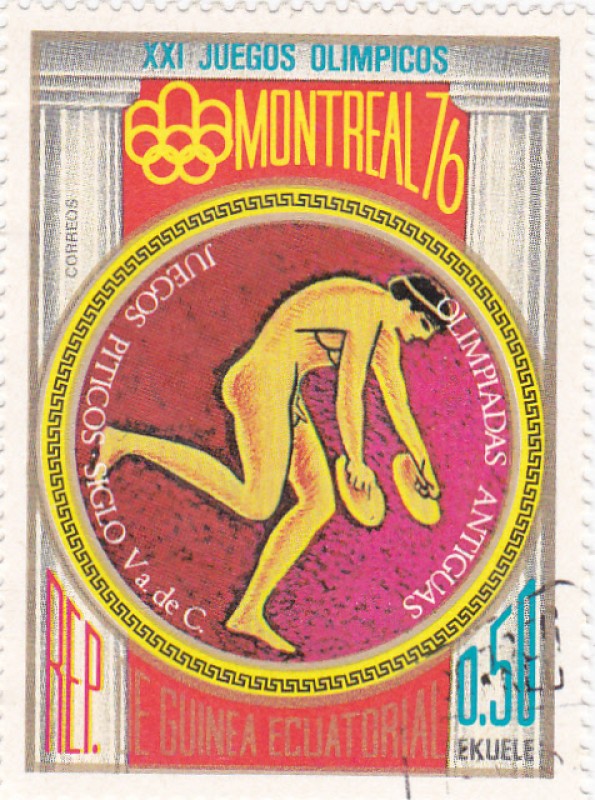 XXI JUEGOS OLIMPICOS
MONTREAL 76
CORREOS
JUEGOS PITICOS SIGLO V a. de C.
OLIMPIADAS ANTIGUAS
REP. DE GUINEA ECUATORIAL
0.50
EKUELE